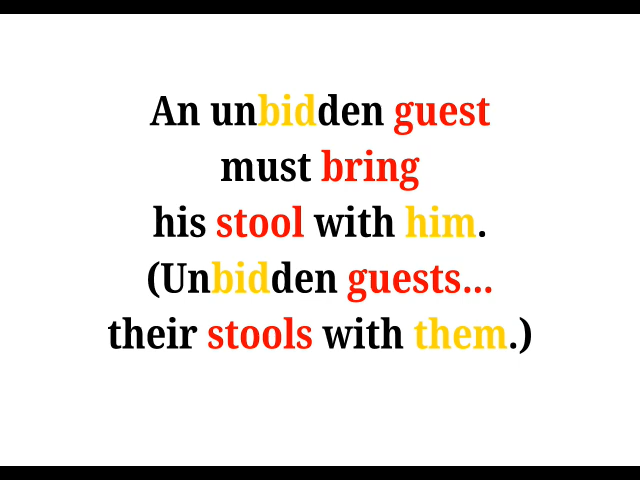 An unbidden guest
must bring
his stool with him.
(Unbidden guests...
their stools with them.)